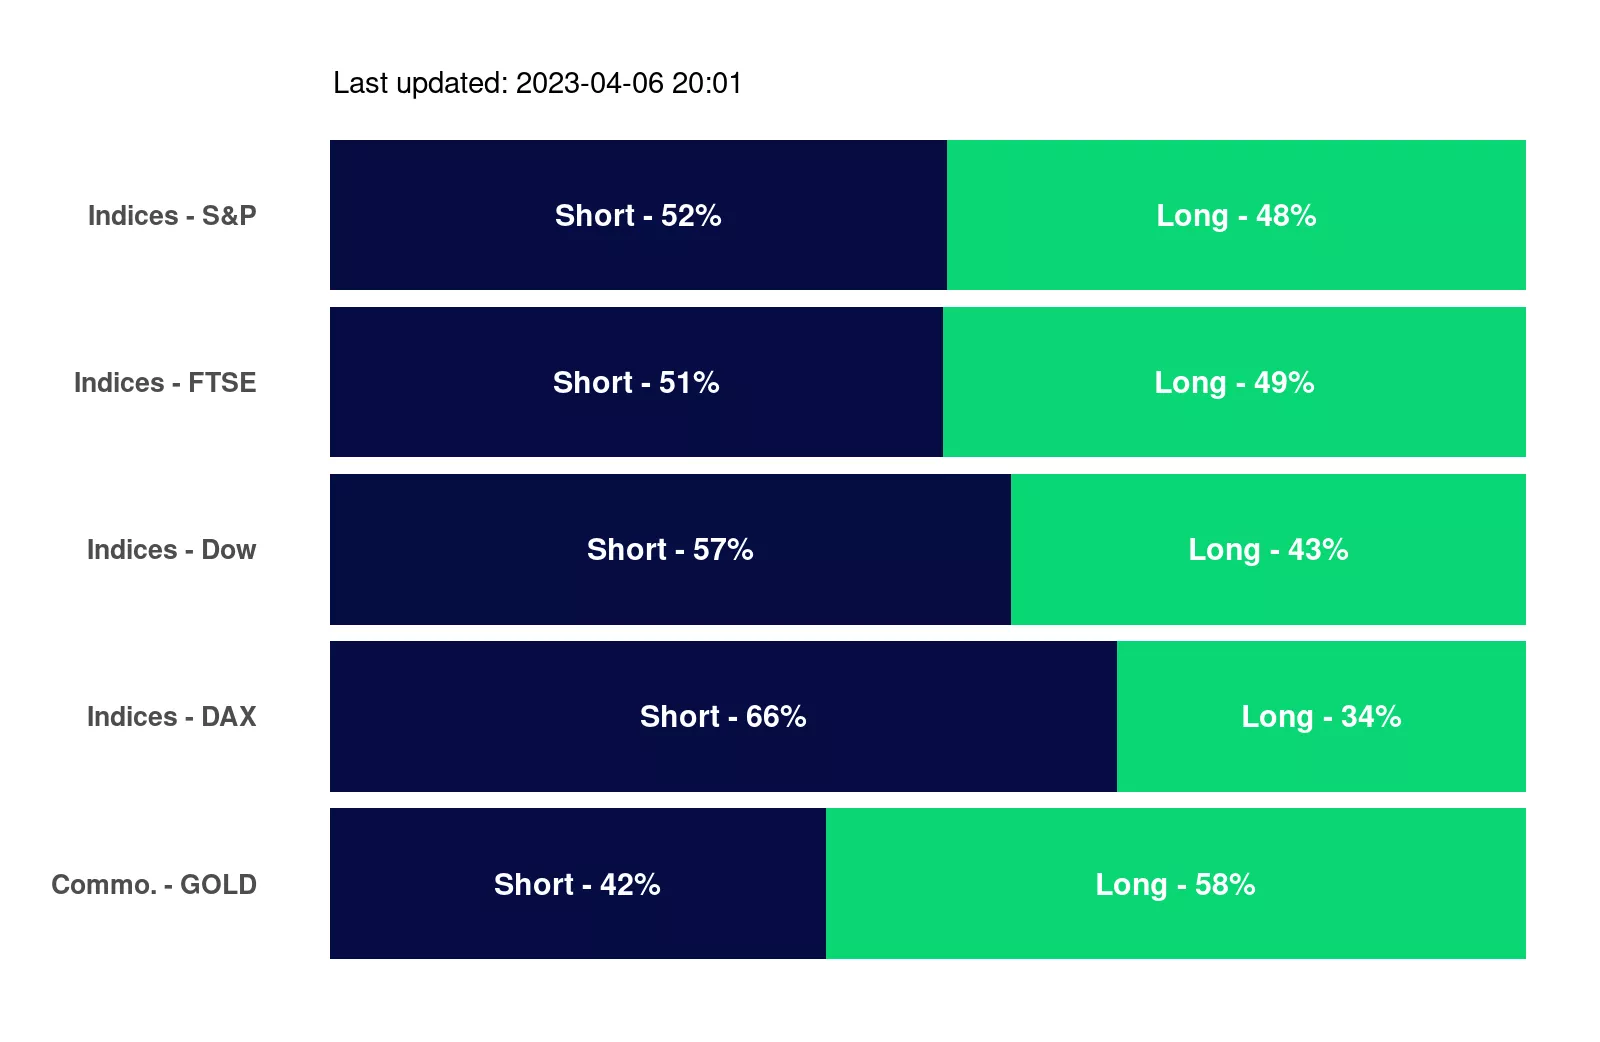 Last updated: 2023-04-06 20:01
Indices - S&P Short - 52% Long - 48%
Indices - FTSE Short - 51% Long - 49%
Indices - Dow Short - 57% Long - 43%
Indices - DAX Short - 66% Long - 34%
Commo. - GOLD Short - 42% Long - 58%